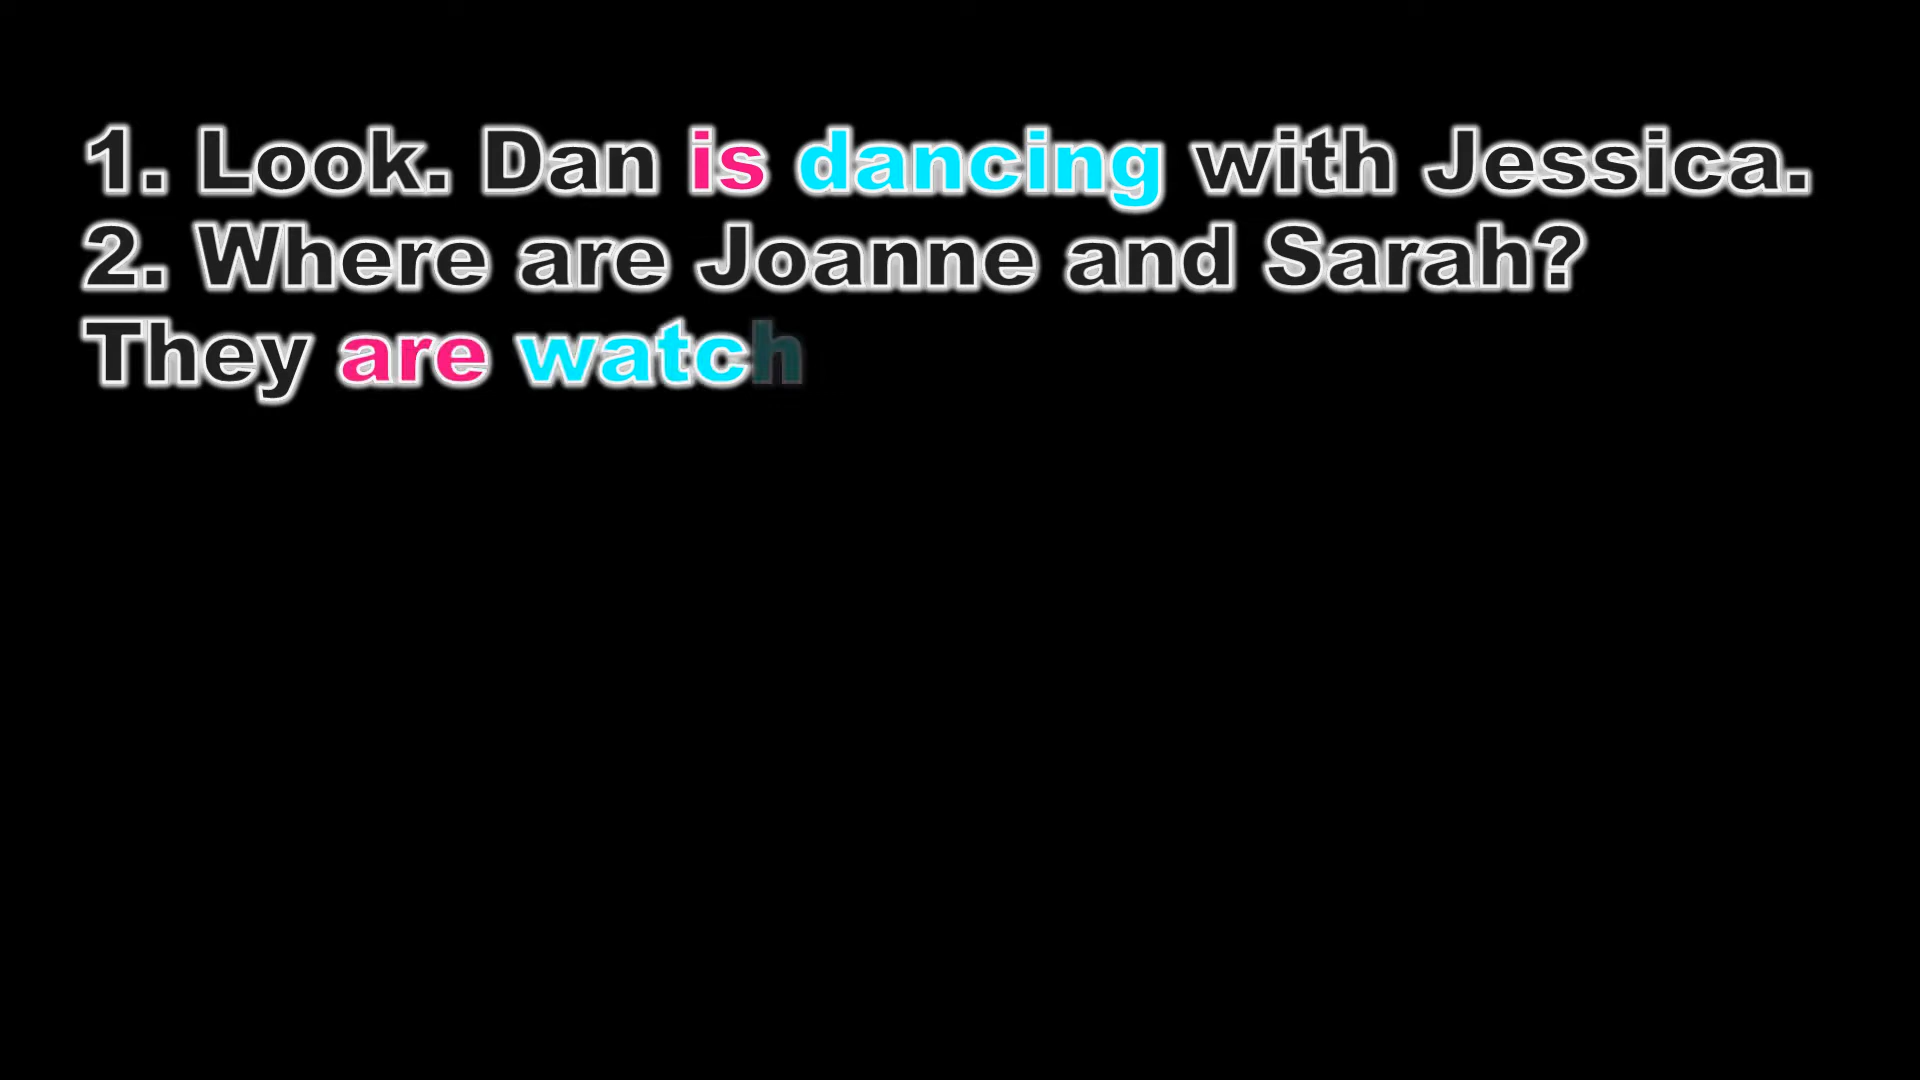 1. Look. Dan is dancing with Jessica.
2. Where are Joanne and Sarah?
They are watch